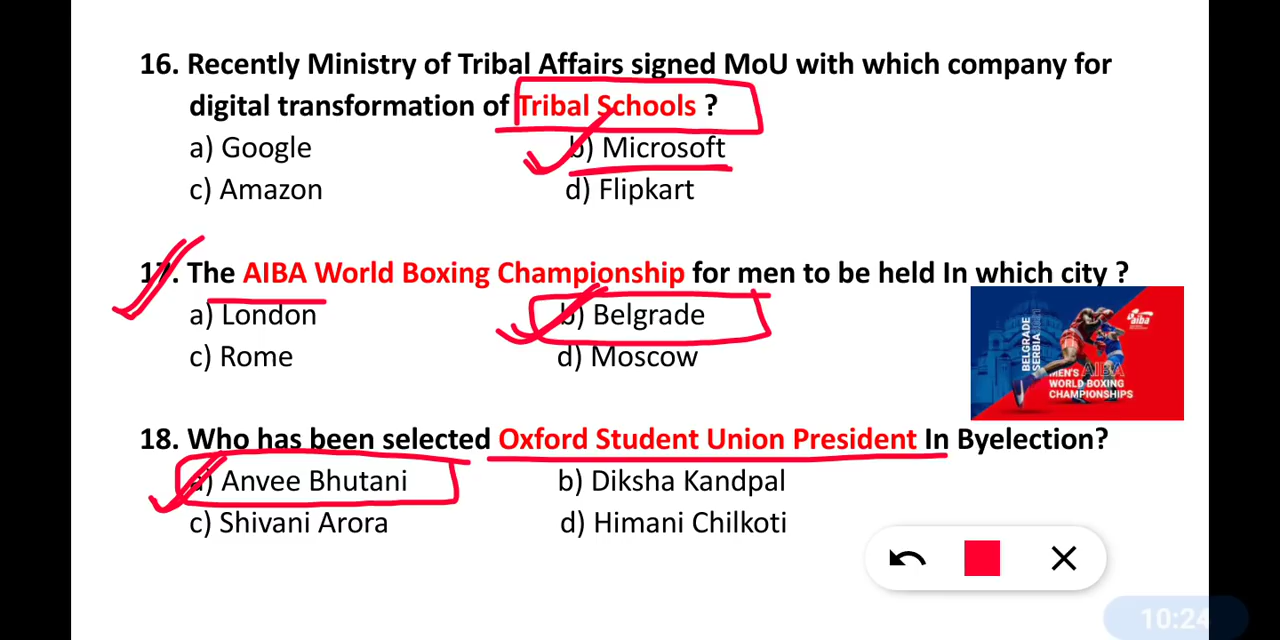 16. Recently Ministry of Tribal Affairs signed MoU with which company for
digital transformation of Tribal Schools ?
a) Google
b) Microsoft
c) Amazon
d) Flipkart
17. The AIBA World Boxing Championship for men to be held In which city ?
a) London
b) Belgrade
c) Rome
d) Moscow
BELGRADE
SERBIA
aiba
MEN'S AIBA
WORLD BOXING
CHAMPIONSHIPS
18. Who has been selected Oxford Student Union President In Byelection?
a) Anvee Bhutani
b) Diksha Kandpal
c) Shivani Arora
d) Himani Chilkoti
10:24